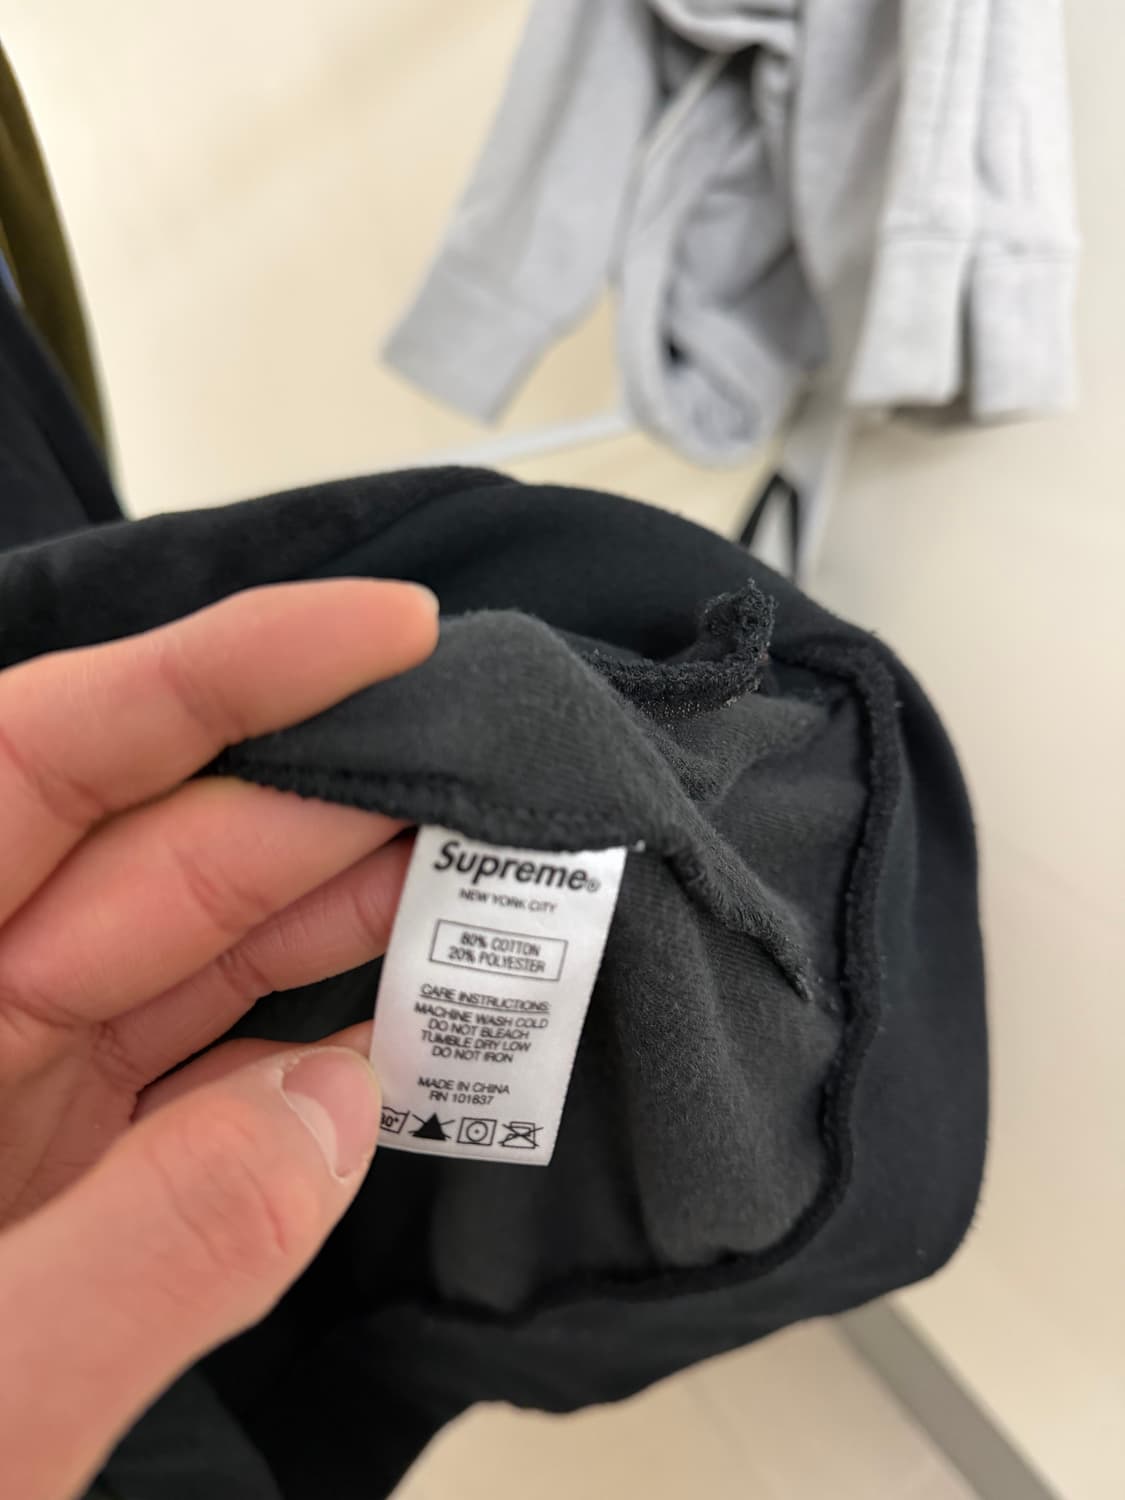 Supreme®
NEW YORK CITY
80% COTTON
20% POLYESTER
CARE INSTRUCTIONS:
MACHINE WASH COLD
DO NOT BLEACH
TUMBLE DRY LOW
DO NOT IRON
MADE IN CHINA
RN 101837
30°